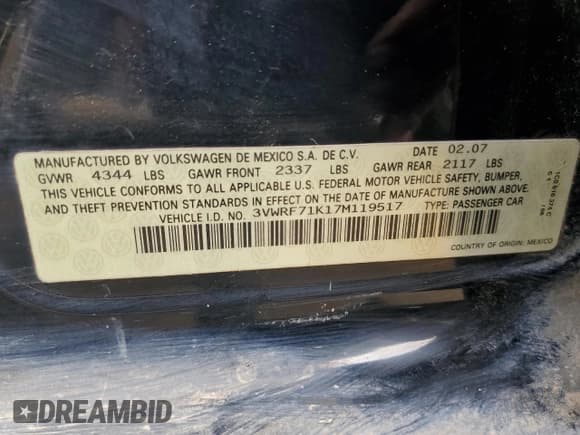 MANUFACTURED BY VOLKSWAGEN DE MEXICO S.A. DE C.V. DATE 02.07
GVWR 4344 LBS GAWR FRONT 2337 LBS GAWR REAR 2117 LBS
THIS VEHICLE CONFORMS TO ALL APPLICABLE U.S. FEDERAL MOTOR VEHICLE SAFETY, BUMPER,
AND THEFT PREVENTION STANDARDS IN EFFECT ON THE DATE OF MANUFACTURE SHOWN ABOVE.
VEHICLE I.D. NO. 3VWRF71K17M119517 TYPE: PASSENGER CAR
COUNTRY OF ORIGIN: MEXICO
DREAMBID